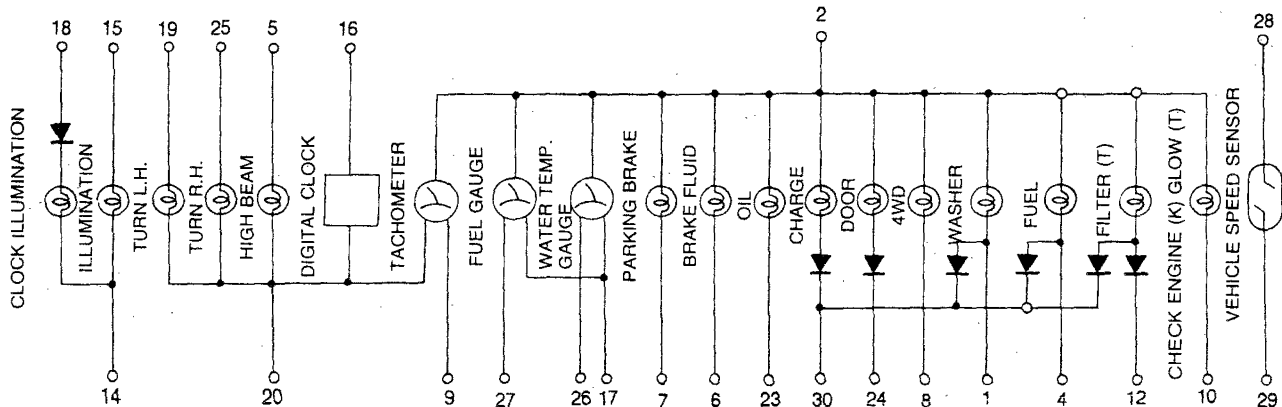 18
15
19
25
5
16
2
28
CLOCK ILLUMINATION
ILLUMINATION
TURN L.H.
TURN R.H.
HIGH BEAM
DIGITAL CLOCK
TACHOMETER
FUEL GAUGE
WATER TEMP.
GAUGE
PARKING BRAKE
BRAKE FLUID
OIL
CHARGE
DOOR
4WD
WASHER
FUEL
FILTER (T)
CHECK ENGINE (K) GLOW (T)
VEHICLE SPEED SENSOR
14
20
9
27
26
17
7
6
23
30
24
8
1
4
12
10
29